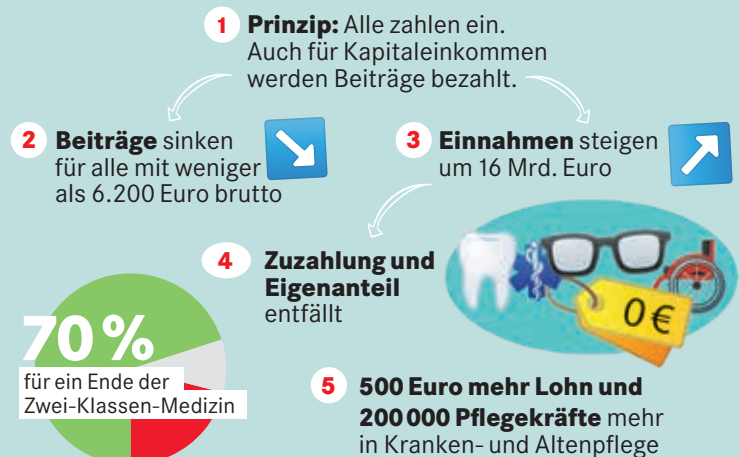 1 Prinzip: Alle zahlen ein.
Auch für Kapitaleinkommen
werden Beiträge bezahlt.
2 Beiträge sinken
für alle mit weniger
als 6.200 Euro brutto
3 Einnahmen steigen
um 16 Mrd. Euro
4 Zuzahlung und
Eigenanteil
entfällt
0 €
70 %
für ein Ende der
Zwei-Klassen-Medizin
5 500 Euro mehr Lohn und
200 000 Pflegekräfte mehr
in Kranken- und Altenpflege